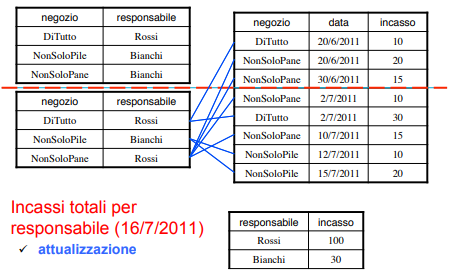 negozio responsabile
DiTutto Rossi
NonSoloPile Bianchi
NonSoloPane Bianchi
negozio responsabile
DiTutto Rossi
NonSoloPile Bianchi
NonSoloPane Rossi
negozio data incasso
DiTutto 20/6/2011 10
NonSoloPane 20/6/2011 20
NonSoloPane 30/6/2011 15
NonSoloPane 2/7/2011 10
DiTutto 2/7/2011 30
NonSoloPane 10/7/2011 15
NonSoloPile 12/7/2011 10
NonSoloPile 15/7/2011 20
Incassi totali per
responsabile (16/7/2011)
✓ attualizzazione
responsabile incasso
Rossi 100
Bianchi 30